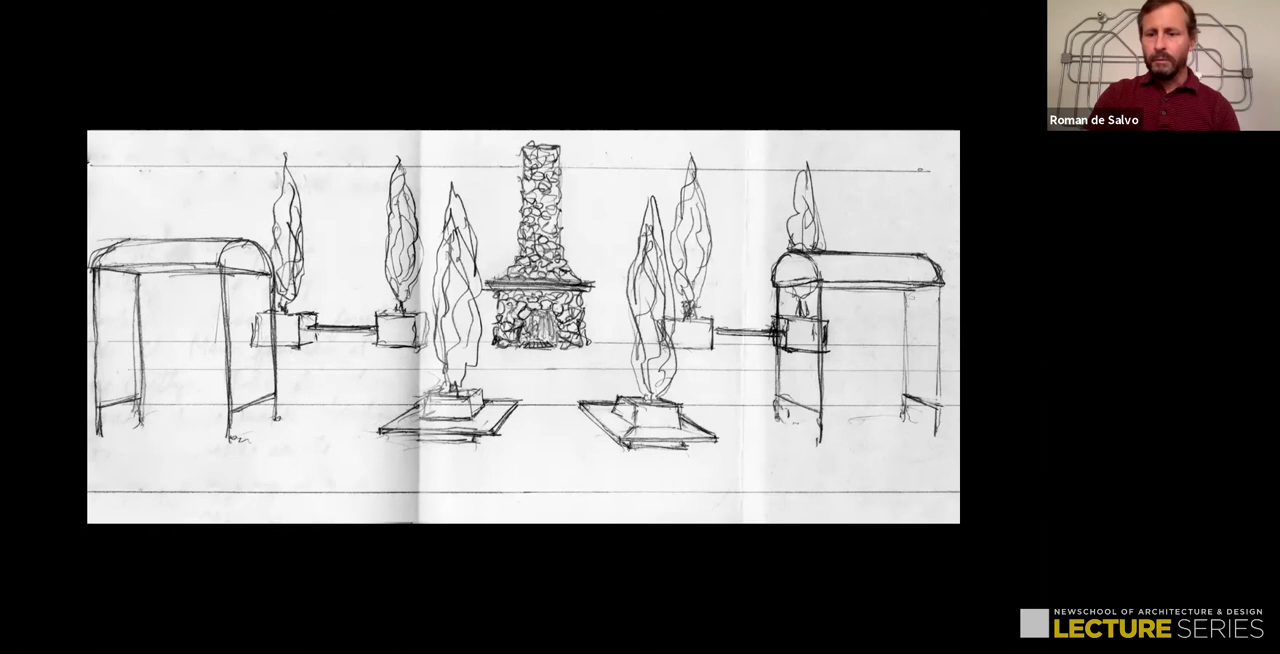 Roman de Salvo
NEWSCHOOL OF ARCHITECTURE & DESIGN
LECTURE SERIES